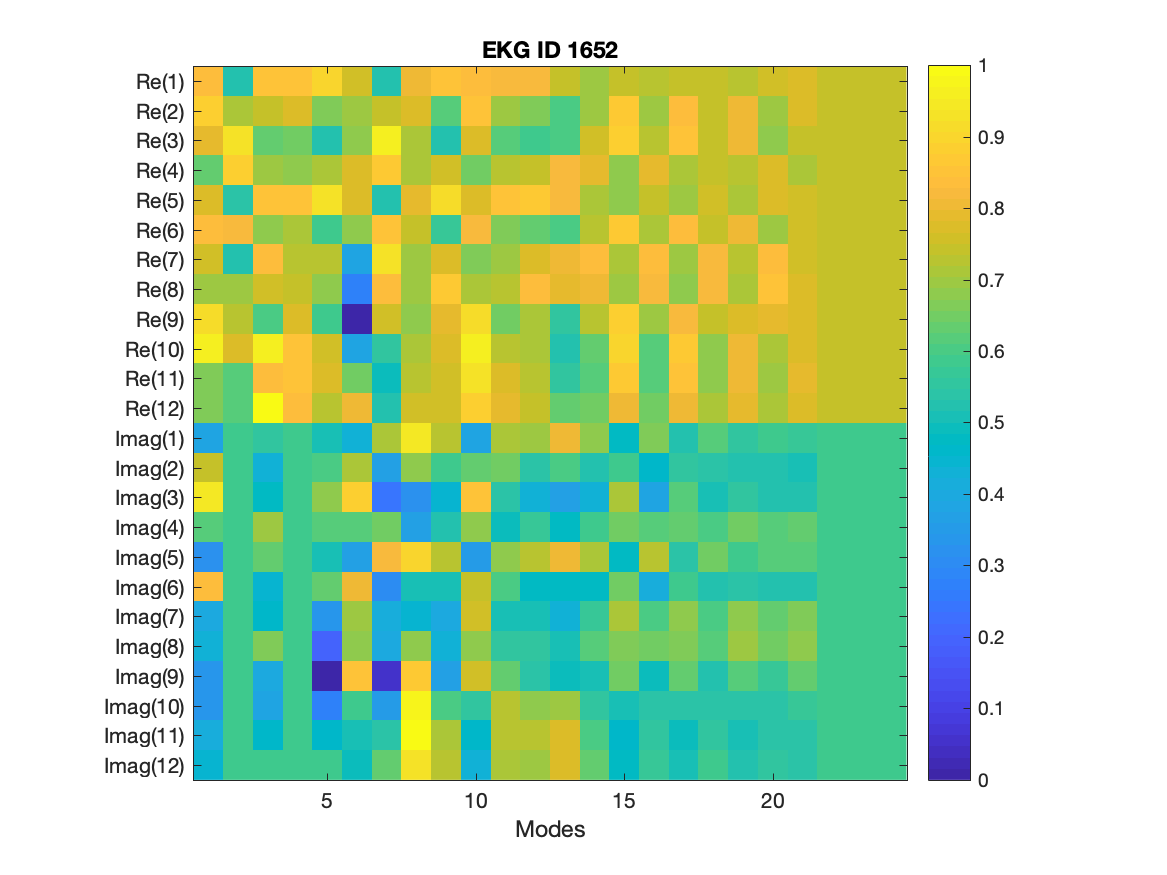 EKG ID 1652
Re(1)
Re(2)
Re(3)
Re(4)
Re(5)
Re(6)
Re(7)
Re(8)
Re(9)
Re(10)
Re(11)
Re(12)
Imag(1)
Imag(2)
Imag(3)
Imag(4)
Imag(5)
Imag(6)
Imag(7)
Imag(8)
Imag(9)
Imag(10)
Imag(11)
Imag(12)
5 10 15 20
Modes
1
0.9
0.8
0.7
0.6
0.5
0.4
0.3
0.2
0.1
0